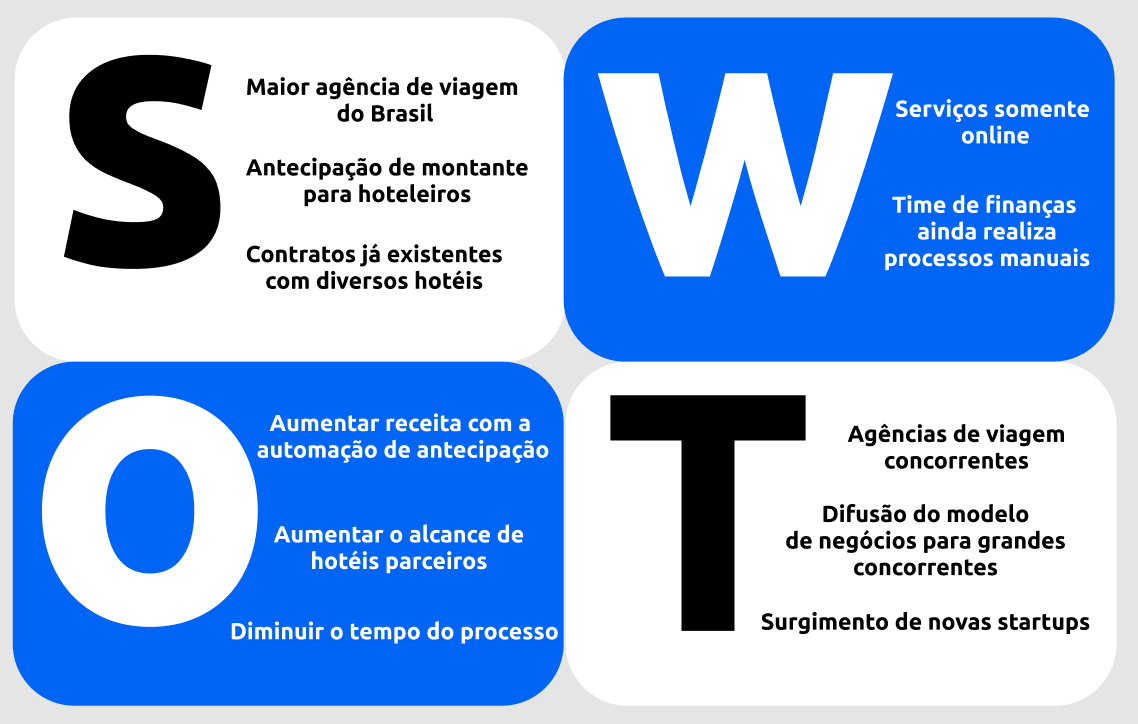 S
Maior agência de viagem
do Brasil
Antecipação de montante
para hoteleiros
Contratos já existentes
com diversos hotéis
W
Serviços somente
online
Time de finanças
ainda realiza
processos manuais
O
Aumentar receita com a
automação de antecipação
Aumentar o alcance de
hotéis parceiros
Diminuir o tempo do processo
T
Agências de viagem
concorrentes
Difusão do modelo
de negócios para grandes
concorrentes
Surgimento de novas startups